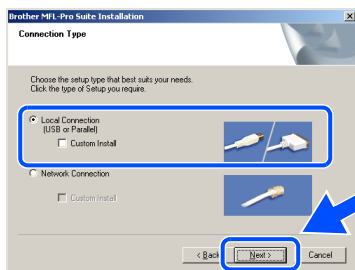 Brother MFL-Pro Suite Installation
Connection Type
Choose the setup type that best suits your needs.
Click the type of Setup you require.
Local Connection
(USB or Parallel)
Custom Install
Network Connection
Custom Install
< Back
Next >
Cancel